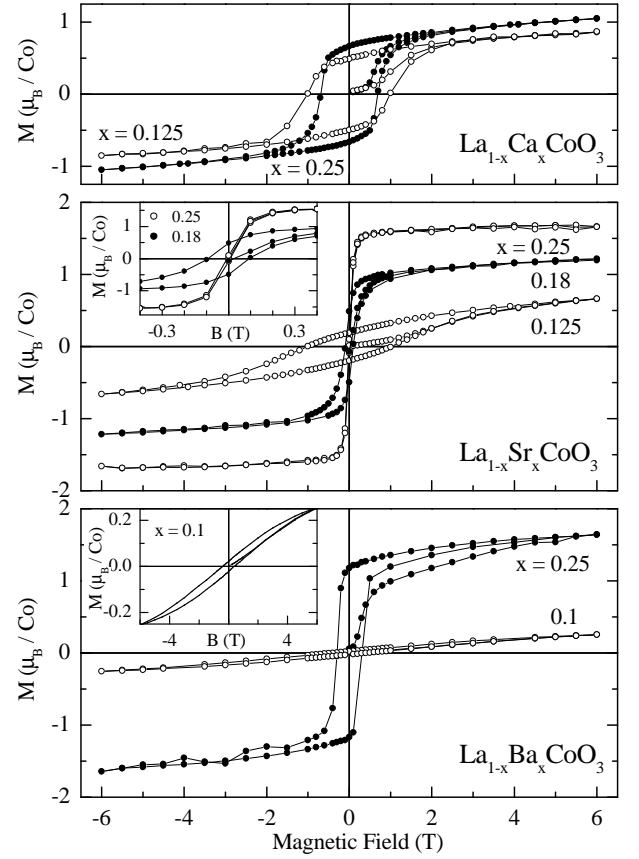 1
0
-1
M (μB / Co)
x = 0.125
x = 0.25
La1-xCaxCoO3
2
1
0
-1
-2
M (μB / Co)
1
0
-1
M (μB / Co)
0.25
0.18
-0.3
0.3
B (T)
x = 0.25
0.18
0.125
La1-xSrxCoO3
2
1
0
-1
-2
M (μB / Co)
0.2
0.0
-0.2
M (μB / Co)
x = 0.1
-4
0
4
B (T)
x = 0.25
0.1
La1-xBaxCoO3
-6 -4 -2 0 2 4 6
Magnetic Field (T)